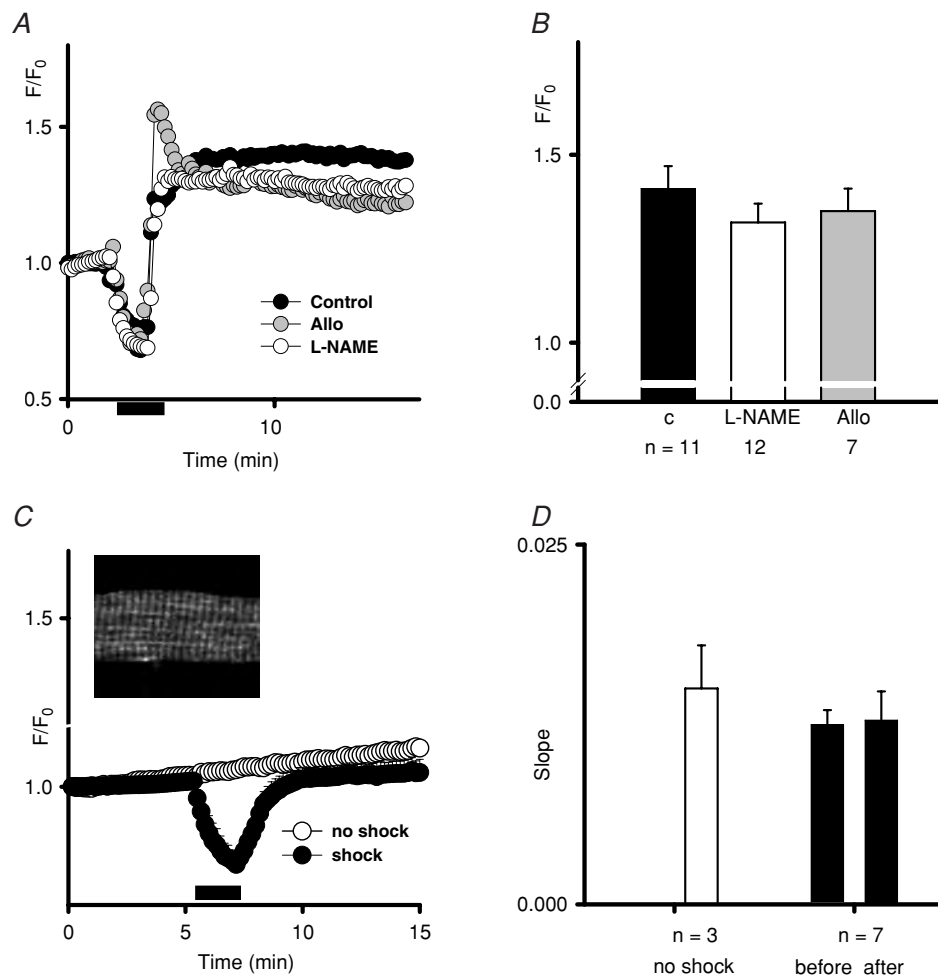 A
F/F0
1.5
1.0
0.5
Control
Allo
L-NAME
0
10
Time (min)
B
F/F0
1.5
1.0
0.0
c
L-NAME
Allo
n = 11
12
7
C
F/F0
1.5
1.0
no shock
shock
0
5
10
15
Time (min)
D
Slope
0.025
0.000
n = 3
n = 7
no shock
before after